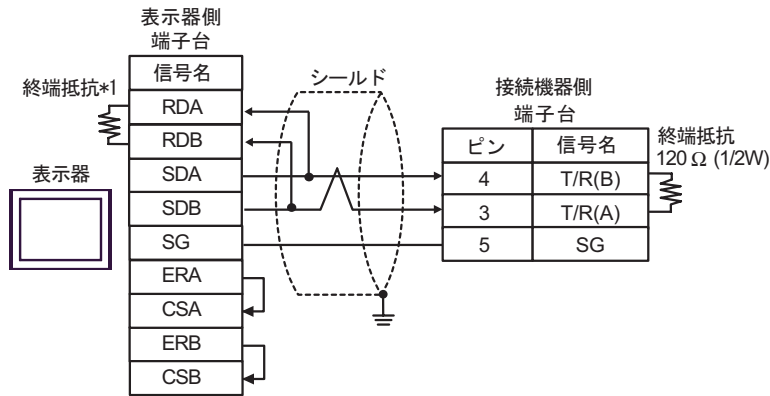 表示器側
端子台
信号名
終端抵抗*1
RDA
RDB
表示器
SDA
SDB
SG
ERA
CSA
ERB
CSB
シールド
接続機器側
端子台
ピン 信号名
4 T/R(B)
3 T/R(A)
5 SG
終端抵抗
120 Ω (1/2W)